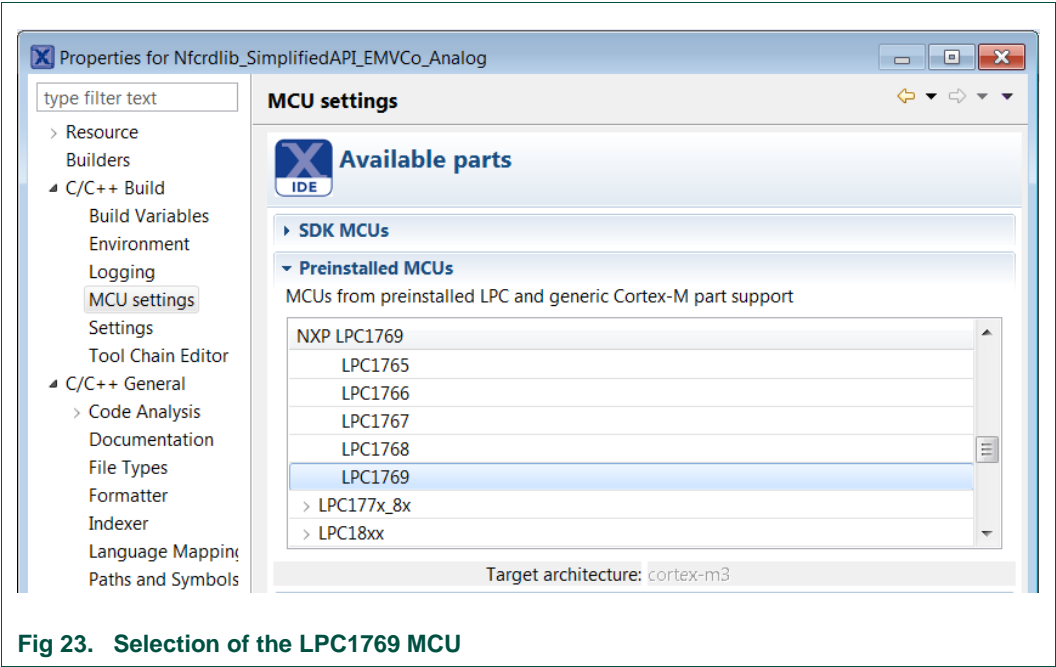 Properties for Nfcrdlib_SimplifiedAPI_EMVCo_Analog
type filter text
Resource
Builders
C/C++ Build
Build Variables
Environment
Logging
MCU settings
Settings
Tool Chain Editor
C/C++ General
Code Analysis
Documentation
File Types
Formatter
Indexer
Language Mapping
Paths and Symbols
MCU settings
IDE
Available parts
SDK MCUs
Preinstalled MCUs
MCUs from preinstalled LPC and generic Cortex-M part support
NXP LPC1769
LPC1765
LPC1766
LPC1767
LPC1768
LPC1769
LPC177x_8x
LPC18xx
Target architecture: cortex-m3
Fig 23. Selection of the LPC1769 MCU